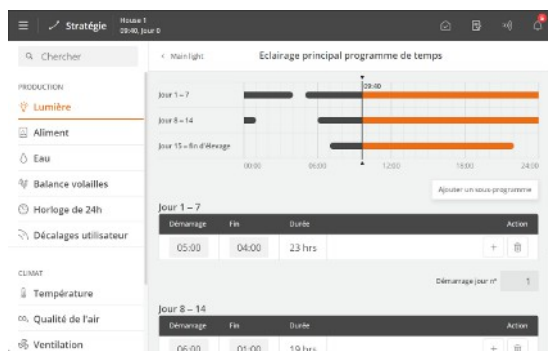 Stratégie
House 1
09:40, Jour 0
Chercher
< Main light
Eclairage principal programme de temps
PRODUCTION
Lumière
Aliment
Eau
Balance volailles
Horloge de 24h
Décalages utilisateur
CLIMAT
Température
CO₂ Qualité de l'air
Ventilation
09:40
Jour 1 – 7
Jour 8 – 14
Jour 15 – fin d'élevage
00:00 06:00 12:00 18:00 24:00
Ajouter un sous-programme
Jour 1 – 7
Démarrage Fin Durée Action
05:00 04:00 23 hrs +
Démarrage jour n° 1
Jour 8 – 14
Démarrage Fin Durée Action
06:00 01:00 19 hrs +